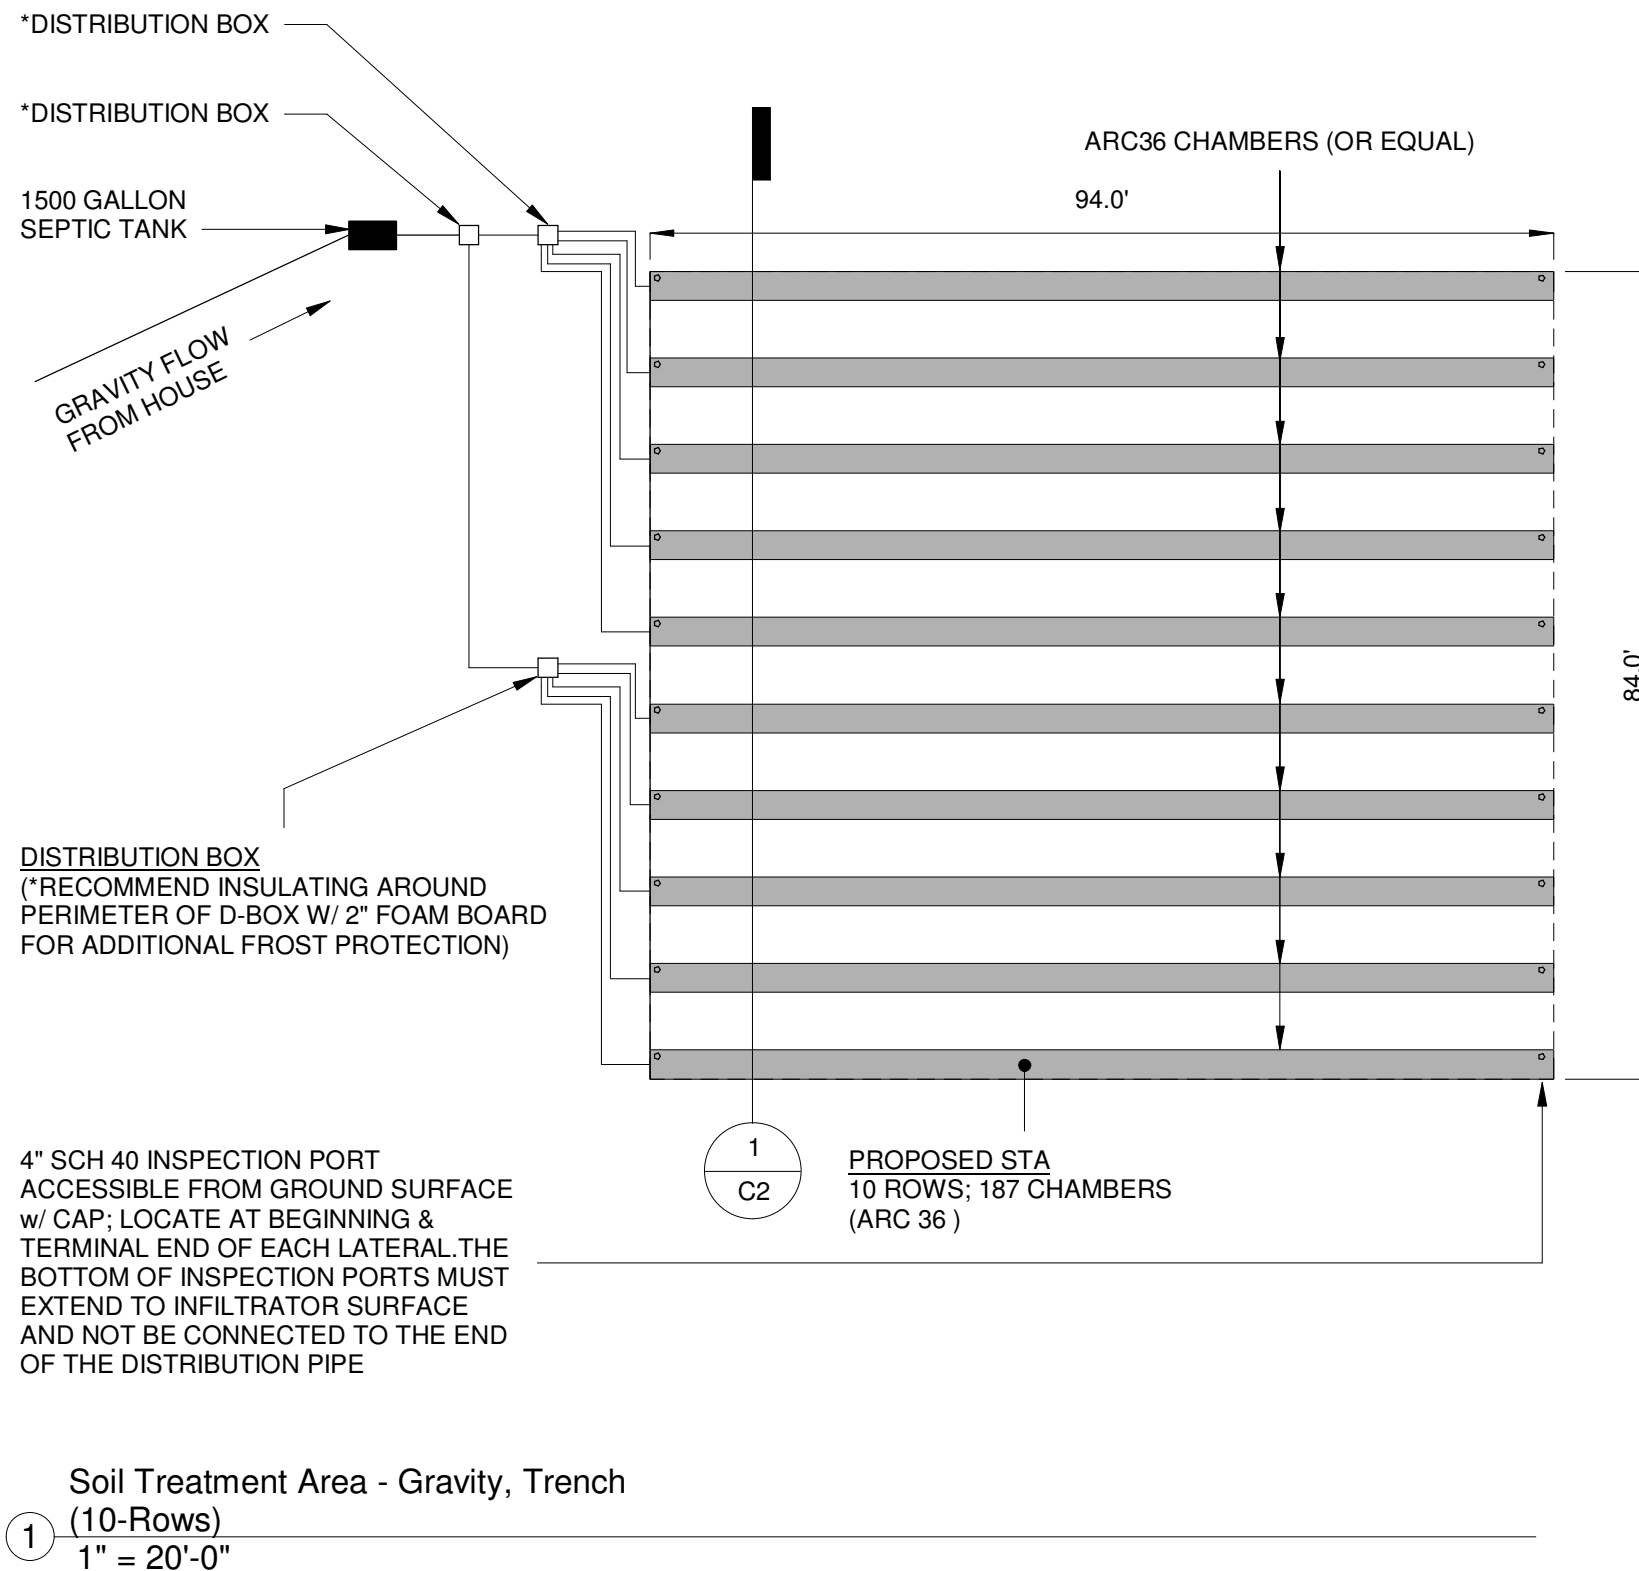 *DISTRIBUTION BOX
*DISTRIBUTION BOX
1500 GALLON
SEPTIC TANK
GRAVITY FLOW
FROM HOUSE
ARC36 CHAMBERS (OR EQUAL)
94.0'
84.0'
DISTRIBUTION BOX
(*RECOMMEND INSULATING AROUND
PERIMETER OF D-BOX W/ 2" FOAM BOARD
FOR ADDITIONAL FROST PROTECTION)
4" SCH 40 INSPECTION PORT
ACCESSIBLE FROM GROUND SURFACE
w/ CAP; LOCATE AT BEGINNING &
TERMINAL END OF EACH LATERAL.THE
BOTTOM OF INSPECTION PORTS MUST
EXTEND TO INFILTRATOR SURFACE
AND NOT BE CONNECTED TO THE END
OF THE DISTRIBUTION PIPE
1
C2
PROPOSED STA
10 ROWS; 187 CHAMBERS
(ARC 36 )
Soil Treatment Area - Gravity, Trench
(10-Rows)
1
1" = 20'-0"